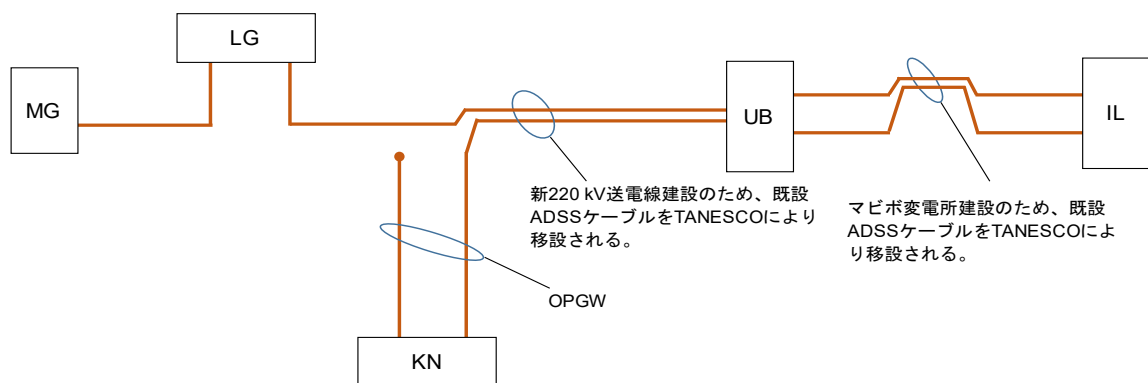 LG
MG
UB
IL
新220 kV送電線建設のため、既設
ADSSケーブルをTANESCOにより
移設される。
マビボ変電所建設のため、既設
ADSSケーブルをTANESCOによ
り移設される。
OPGW
KN